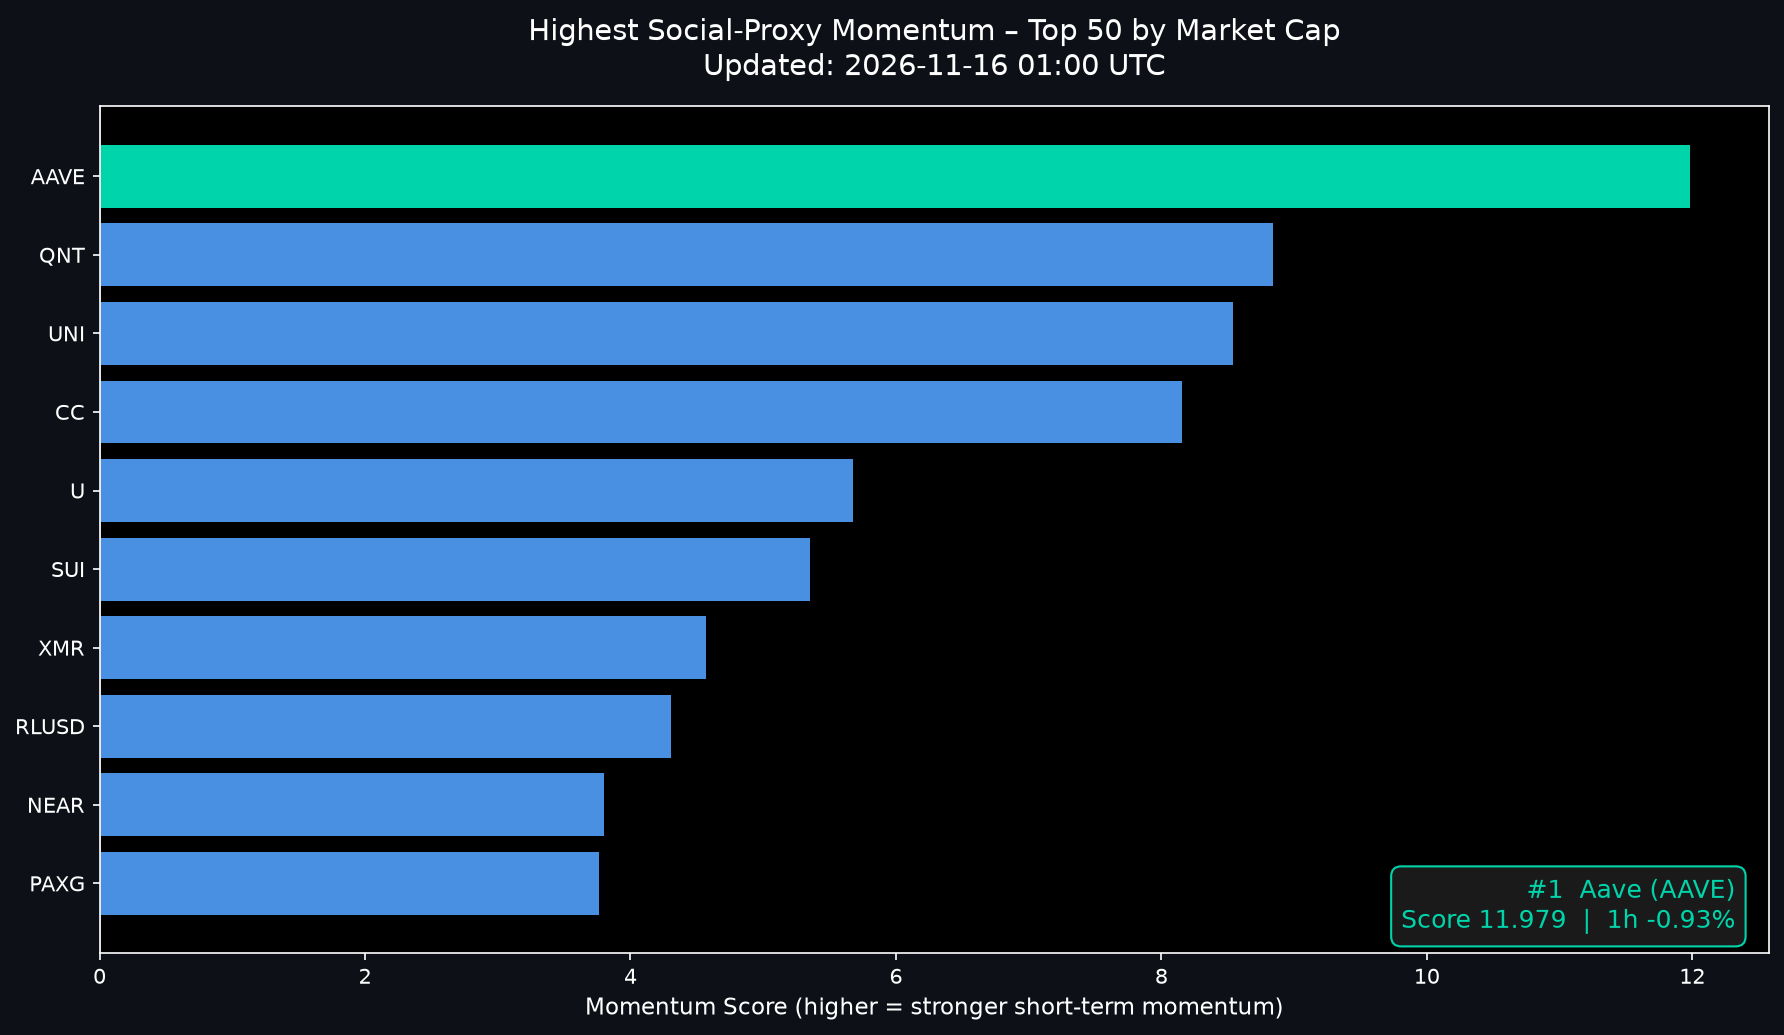 Highest Social-Proxy Momentum – Top 50 by Market Cap
Updated: 2026-11-16 01:00 UTC
AAVE
QNT
UNI
CC
U
SUI
XMR
RLUSD
NEAR
PAXG
#1  Aave (AAVE)
Score 11.979  |  1h -0.93%
0 2 4 6 8 10 12
Momentum Score (higher = stronger short-term momentum)